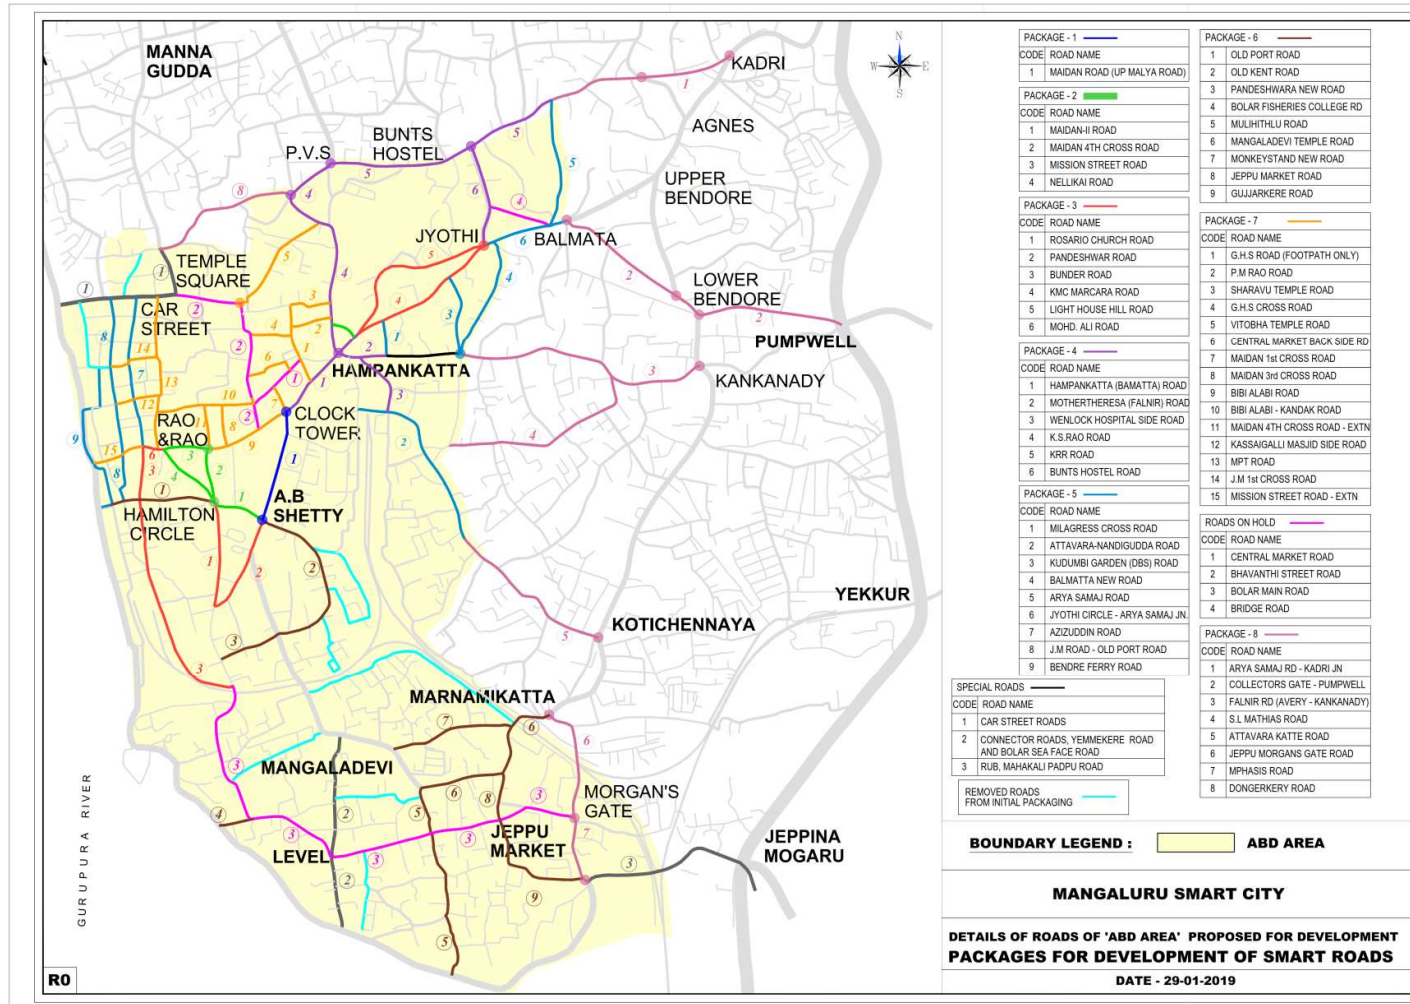 MANNA
GUDDA
KADRI
AGNES
BUNTS
HOSTEL
P.V.S
UPPER
BENDORE
JYOTHI
BALMATA
TEMPLE
SQUARE
LOWER
BENDORE
CAR
STREET
PUMPWELL
HAMPANKATTA
KANKANADY
CLOCK
TOWER
RAO
&RAO
A.B
SHETTY
HAMILTON
CIRCLE
YEKKUR
KOTICHENNAYA
MARNAMIKATTA
MANGALADEVI
MORGAN'S
GATE
JEPPU
MARKET
LEVEL
JEPPINA
MOGARU
GURUPURA RIVER
R0
N
W E
S
PACKAGE - 1
CODE ROAD NAME
1 MAIDAN ROAD (UP MALYA ROAD)
PACKAGE - 2
CODE ROAD NAME
1 MAIDAN-II ROAD
2 MAIDAN 4TH CROSS ROAD
3 MISSION STREET ROAD
4 NELLIKAI ROAD
PACKAGE - 3
CODE ROAD NAME
1 ROSARIO CHURCH ROAD
2 PANDESHWAR ROAD
3 BUNDER ROAD
4 KMC MARCARA ROAD
5 LIGHT HOUSE HILL ROAD
6 MOHD. ALI ROAD
PACKAGE - 4
CODE ROAD NAME
1 HAMPANKATTA (BAMATTA) ROAD
2 MOTHERTHERESA (FALNIR) ROAD
3 WENLOCK HOSPITAL SIDE ROAD
4 K.S.RAO ROAD
5 KRR ROAD
6 BUNTS HOSTEL ROAD
PACKAGE - 5
CODE ROAD NAME
1 MILAGRESS CROSS ROAD
2 ATTAVARA-NANDIGUDDA ROAD
3 KUDUMBI GARDEN (DBS) ROAD
4 BALMATTA NEW ROAD
5 ARYA SAMAJ ROAD
6 JYOTHI CIRCLE - ARYA SAMAJ JN.
7 AZIZUDDIN ROAD
8 J.M ROAD - OLD PORT ROAD
9 BENDRE FERRY ROAD
SPECIAL ROADS
CODE ROAD NAME
1 CAR STREET ROADS
2 CONNECTOR ROADS, YEMMEKERE ROAD
AND BOLAR SEA FACE ROAD
3 RUB, MAHAKALI PADPU ROAD
REMOVED ROADS
FROM INITIAL PACKAGING
PACKAGE - 6
1 OLD PORT ROAD
2 OLD KENT ROAD
3 PANDESHWARA NEW ROAD
4 BOLAR FISHERIES COLLEGE RD
5 MULIHITHLU ROAD
6 MANGALADEVI TEMPLE ROAD
7 MONKEYSTAND NEW ROAD
8 JEPPU MARKET ROAD
9 GUJJARKERE ROAD
PACKAGE - 7
CODE ROAD NAME
1 G.H.S ROAD (FOOTPATH ONLY)
2 P.M RAO ROAD
3 SHARAVU TEMPLE ROAD
4 G.H.S CROSS ROAD
5 VITOBHA TEMPLE ROAD
6 CENTRAL MARKET BACK SIDE RD
7 MAIDAN 1st CROSS ROAD
8 MAIDAN 3rd CROSS ROAD
9 BIBI ALABI ROAD
10 BIBI ALABI - KANDAK ROAD
11 MAIDAN 4TH CROSS ROAD - EXTN
12 KASSAIGALLI MASJID SIDE ROAD
13 MPT ROAD
14 J.M 1st CROSS ROAD
15 MISSION STREET ROAD - EXTN
ROADS ON HOLD
CODE ROAD NAME
1 CENTRAL MARKET ROAD
2 BHAVANTHI STREET ROAD
3 BOLAR MAIN ROAD
4 BRIDGE ROAD
PACKAGE - 8
CODE ROAD NAME
1 ARYA SAMAJ RD - KADRI JN
2 COLLECTORS GATE - PUMPWELL
3 FALNIR RD (AVERY - KANKANADY)
4 S.L MATHIAS ROAD
5 ATTAVARA KATTE ROAD
6 JEPPU MORGANS GATE ROAD
7 MPHASIS ROAD
8 DONGERKERY ROAD
BOUNDARY LEGEND : ABD AREA
MANGALURU SMART CITY
DETAILS OF ROADS OF 'ABD AREA' PROPOSED FOR DEVELOPMENT
PACKAGES FOR DEVELOPMENT OF SMART ROADS
DATE - 29-01-2019